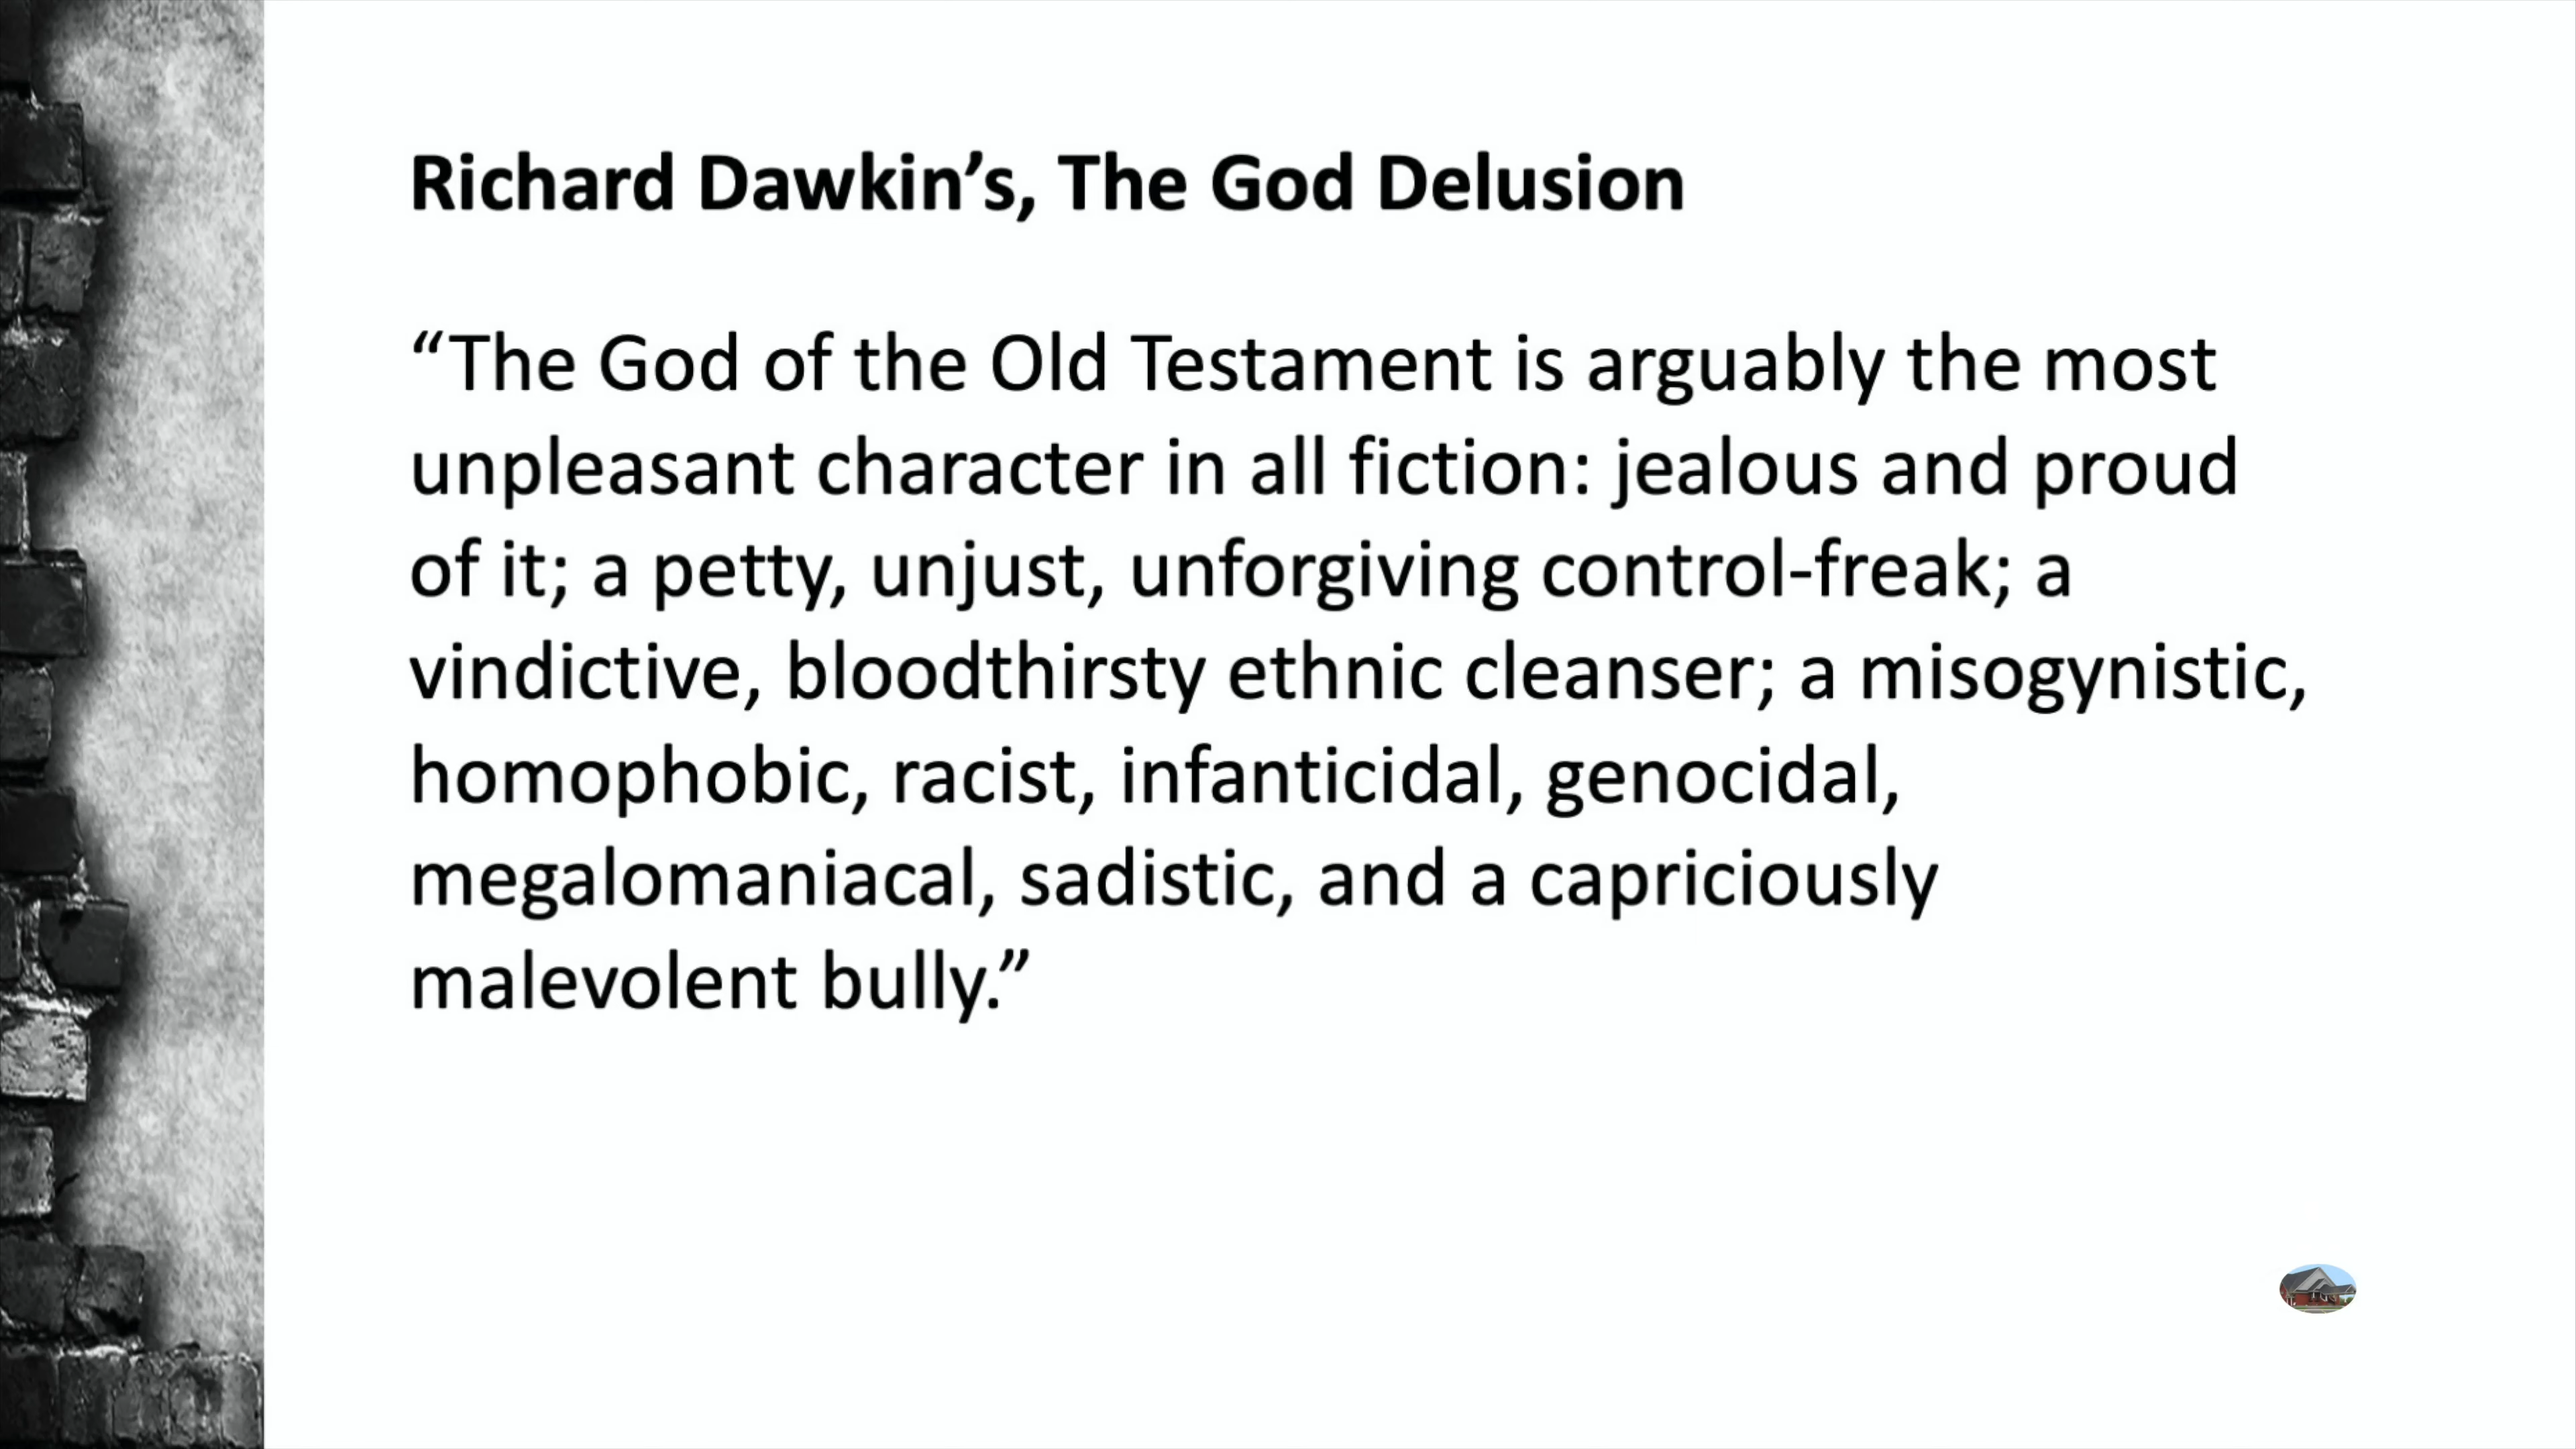 Richard Dawkin’s, The God Delusion
“The God of the Old Testament is arguably the most
unpleasant character in all fiction: jealous and proud
of it; a petty, unjust, unforgiving control-freak; a
vindictive, bloodthirsty ethnic cleanser; a misogynistic,
homophobic, racist, infanticidal, genocidal,
megalomaniacal, sadistic, and a capriciously
malevolent bully.”